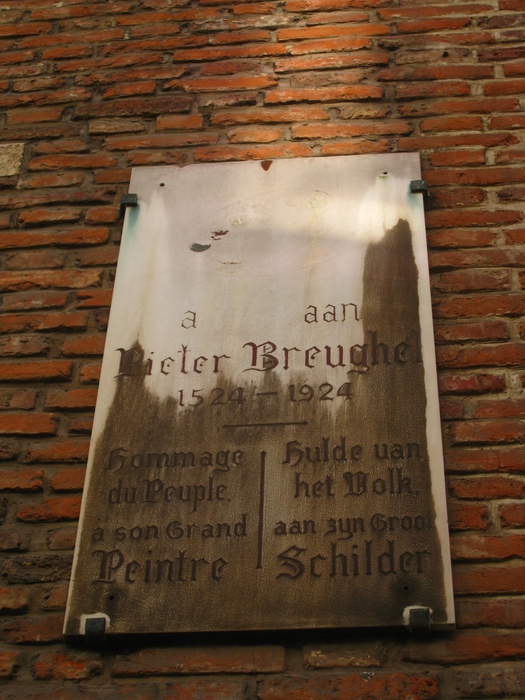 a aan
Pieter Breughel
1524 — 1924
Hommage
du Peuple,
à son Grand
Peintre
Hulde van
het Volk,
aan zyn Groot
Schilder